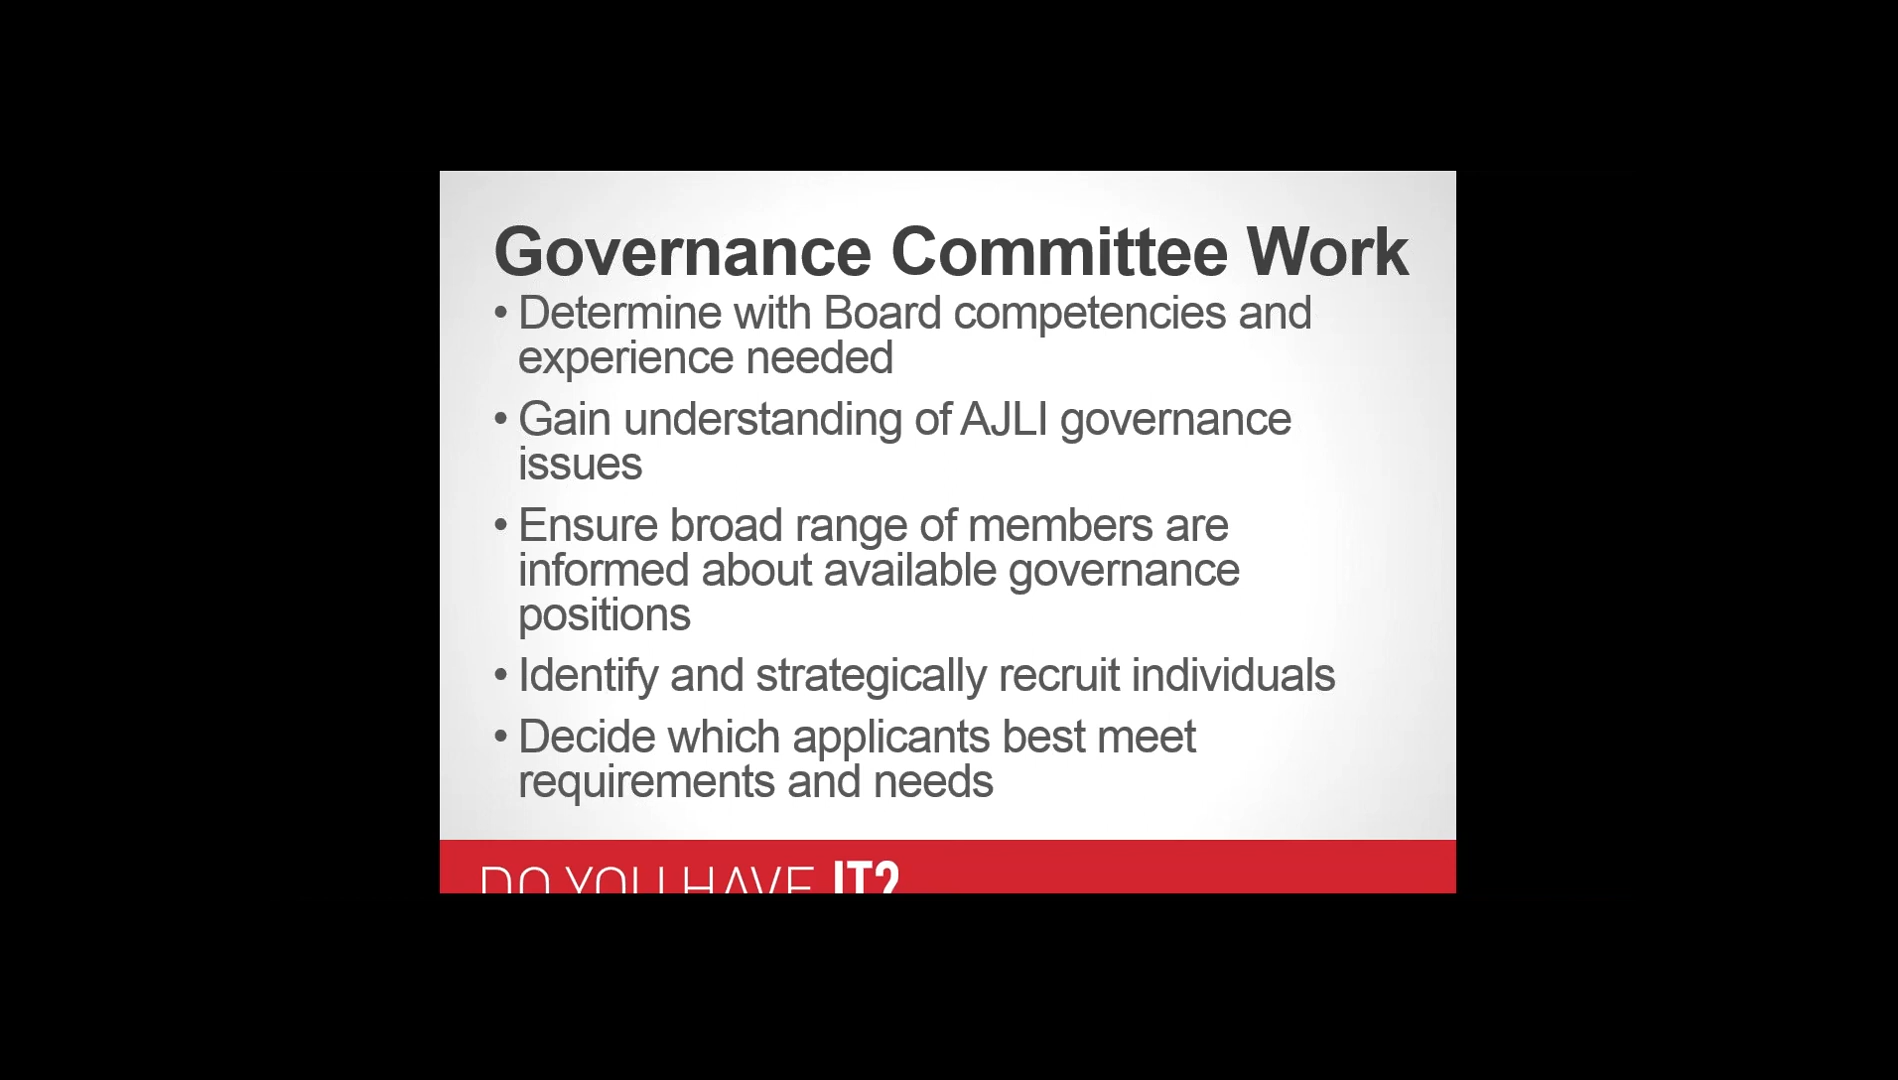 Governance Committee Work
• Determine with Board competencies and
experience needed
• Gain understanding of AJLI governance
issues
• Ensure broad range of members are
informed about available governance
positions
• Identify and strategically recruit individuals
• Decide which applicants best meet
requirements and needs
DO YOU HAVE IT?